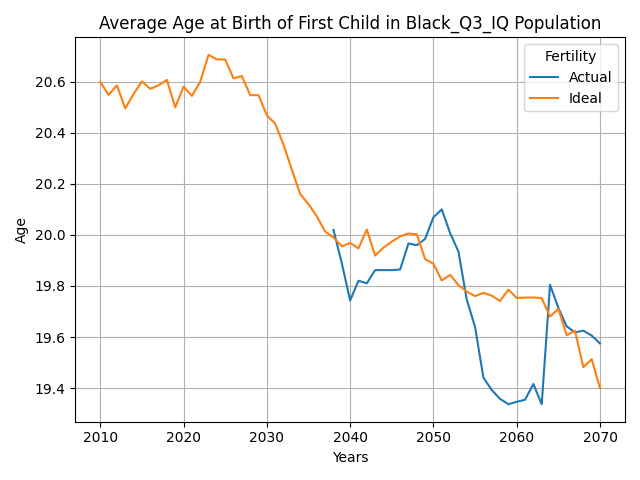 Average Age at Birth of First Child in Black_Q3_IQ Population
Fertility
Actual
Ideal
20.6
20.4
20.2
20.0
19.8
19.6
19.4
Age
2010
2020
2030
2040
2050
2060
2070
Years